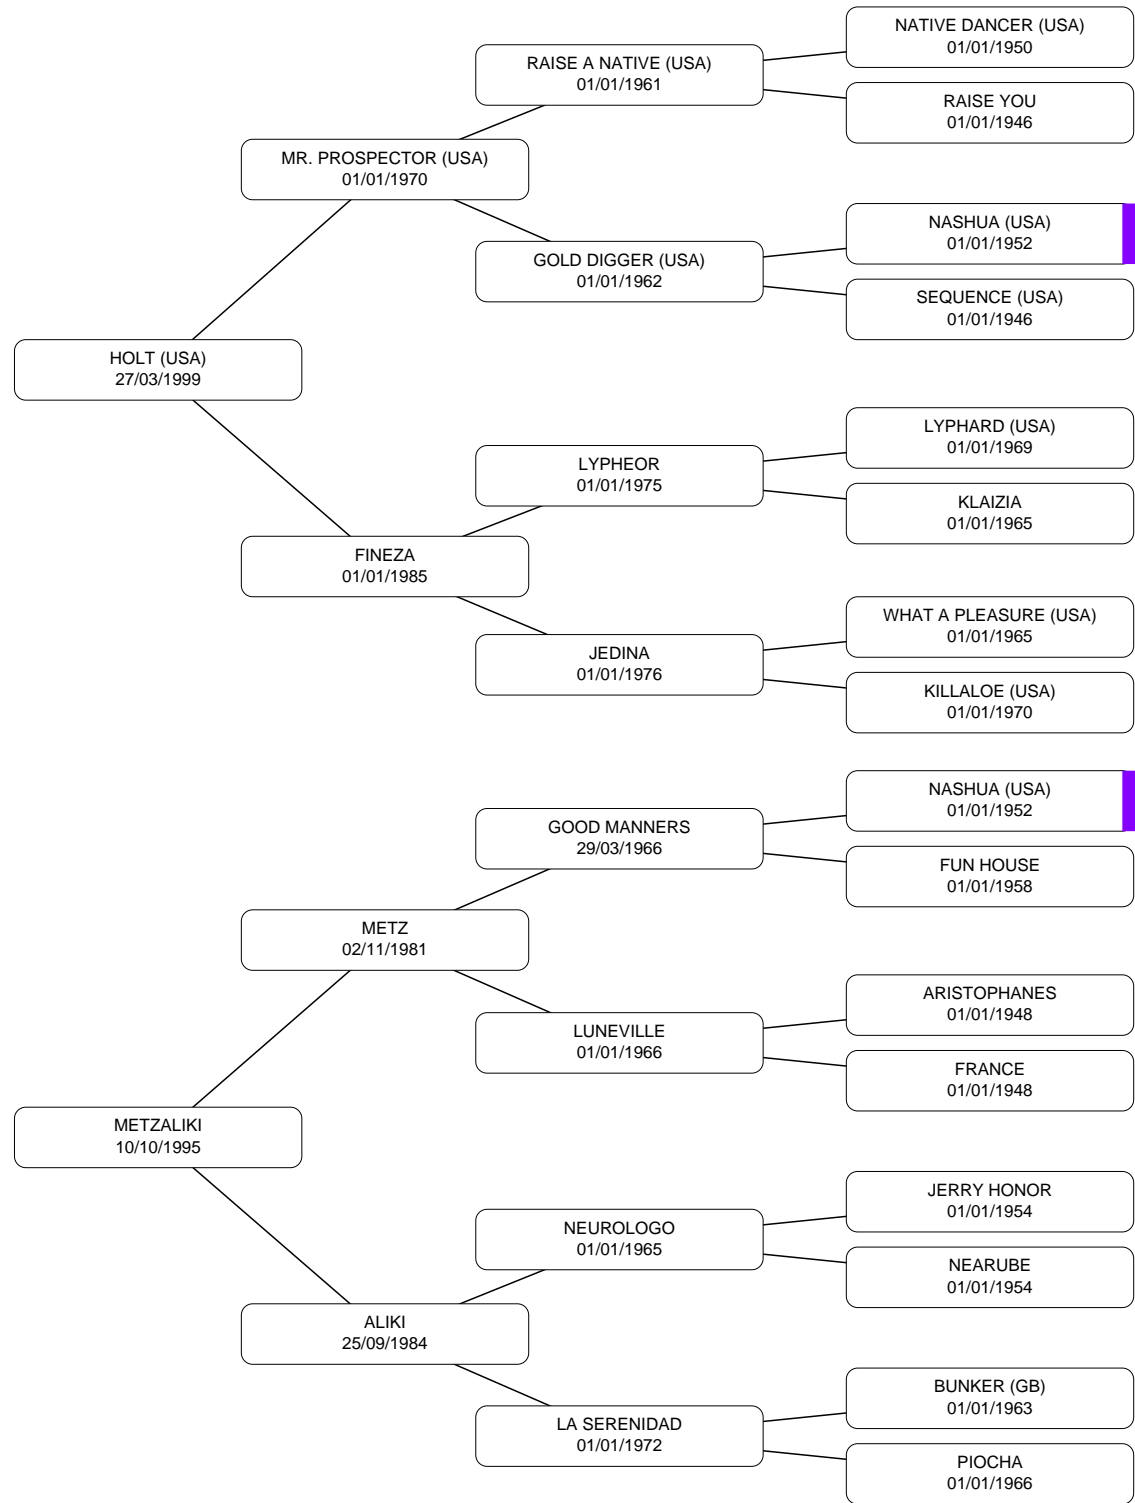 NATIVE DANCER (USA)
01/01/1950
RAISE A NATIVE (USA)
01/01/1961
RAISE YOU
01/01/1946
MR. PROSPECTOR (USA)
01/01/1970
NASHUA (USA)
01/01/1952
GOLD DIGGER (USA)
01/01/1962
SEQUENCE (USA)
01/01/1946
HOLT (USA)
27/03/1999
LYPHARD (USA)
01/01/1969
LYPHEOR
01/01/1975
KLAIZIA
01/01/1965
FINEZA
01/01/1985
WHAT A PLEASURE (USA)
01/01/1965
JEDINA
01/01/1976
KILLALOE (USA)
01/01/1970
NASHUA (USA)
01/01/1952
GOOD MANNERS
29/03/1966
FUN HOUSE
01/01/1958
METZ
02/11/1981
ARISTOPHANES
01/01/1948
LUNEVILLE
01/01/1966
FRANCE
01/01/1948
METZALIKI
10/10/1995
JERRY HONOR
01/01/1954
NEUROLOGO
01/01/1965
NEARUBE
01/01/1954
ALIKI
25/09/1984
BUNKER (GB)
01/01/1963
LA SERENIDAD
01/01/1972
PIOCHA
01/01/1966